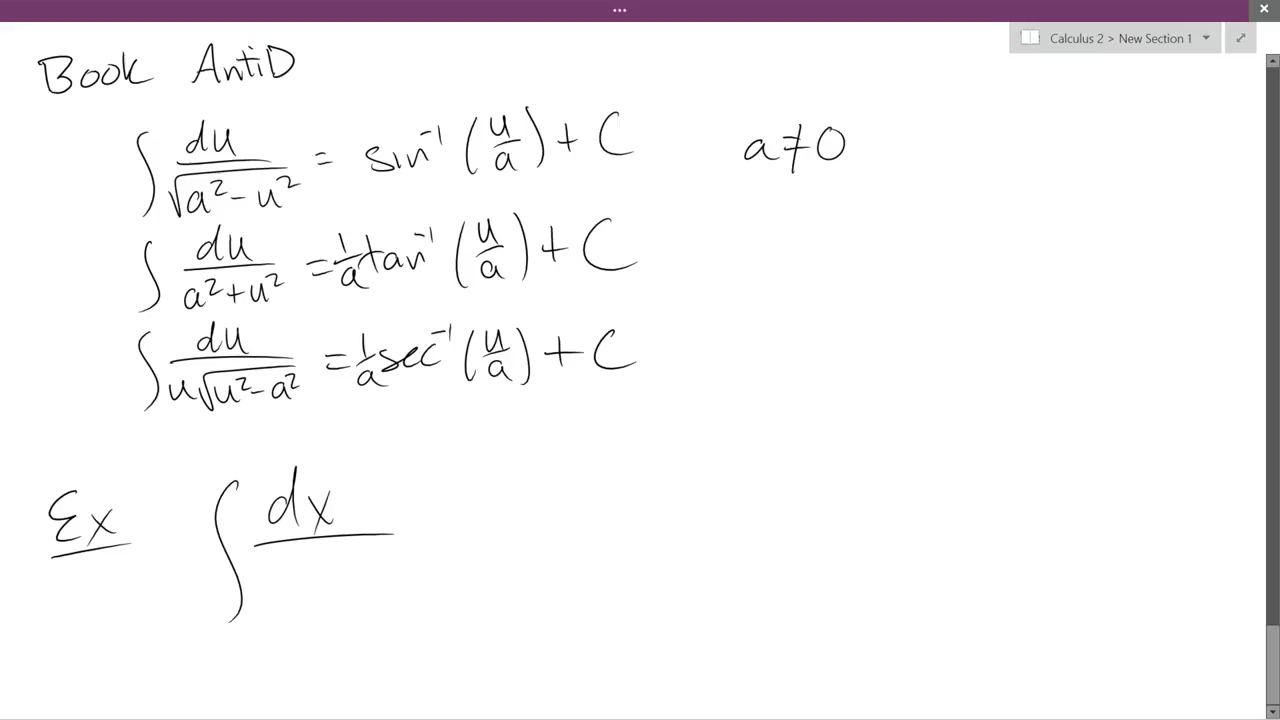 ...
Calculus 2 > New Section 1
Book AntiD
∫ du/√(a² - u²) = sin⁻¹(u/a) + C     a ≠ 0
∫ du/(a² + u²) = 1/a tan⁻¹(u/a) + C
∫ du/(u√(u² - a²)) = 1/a sec⁻¹(u/a) + C
Ex ∫ dx